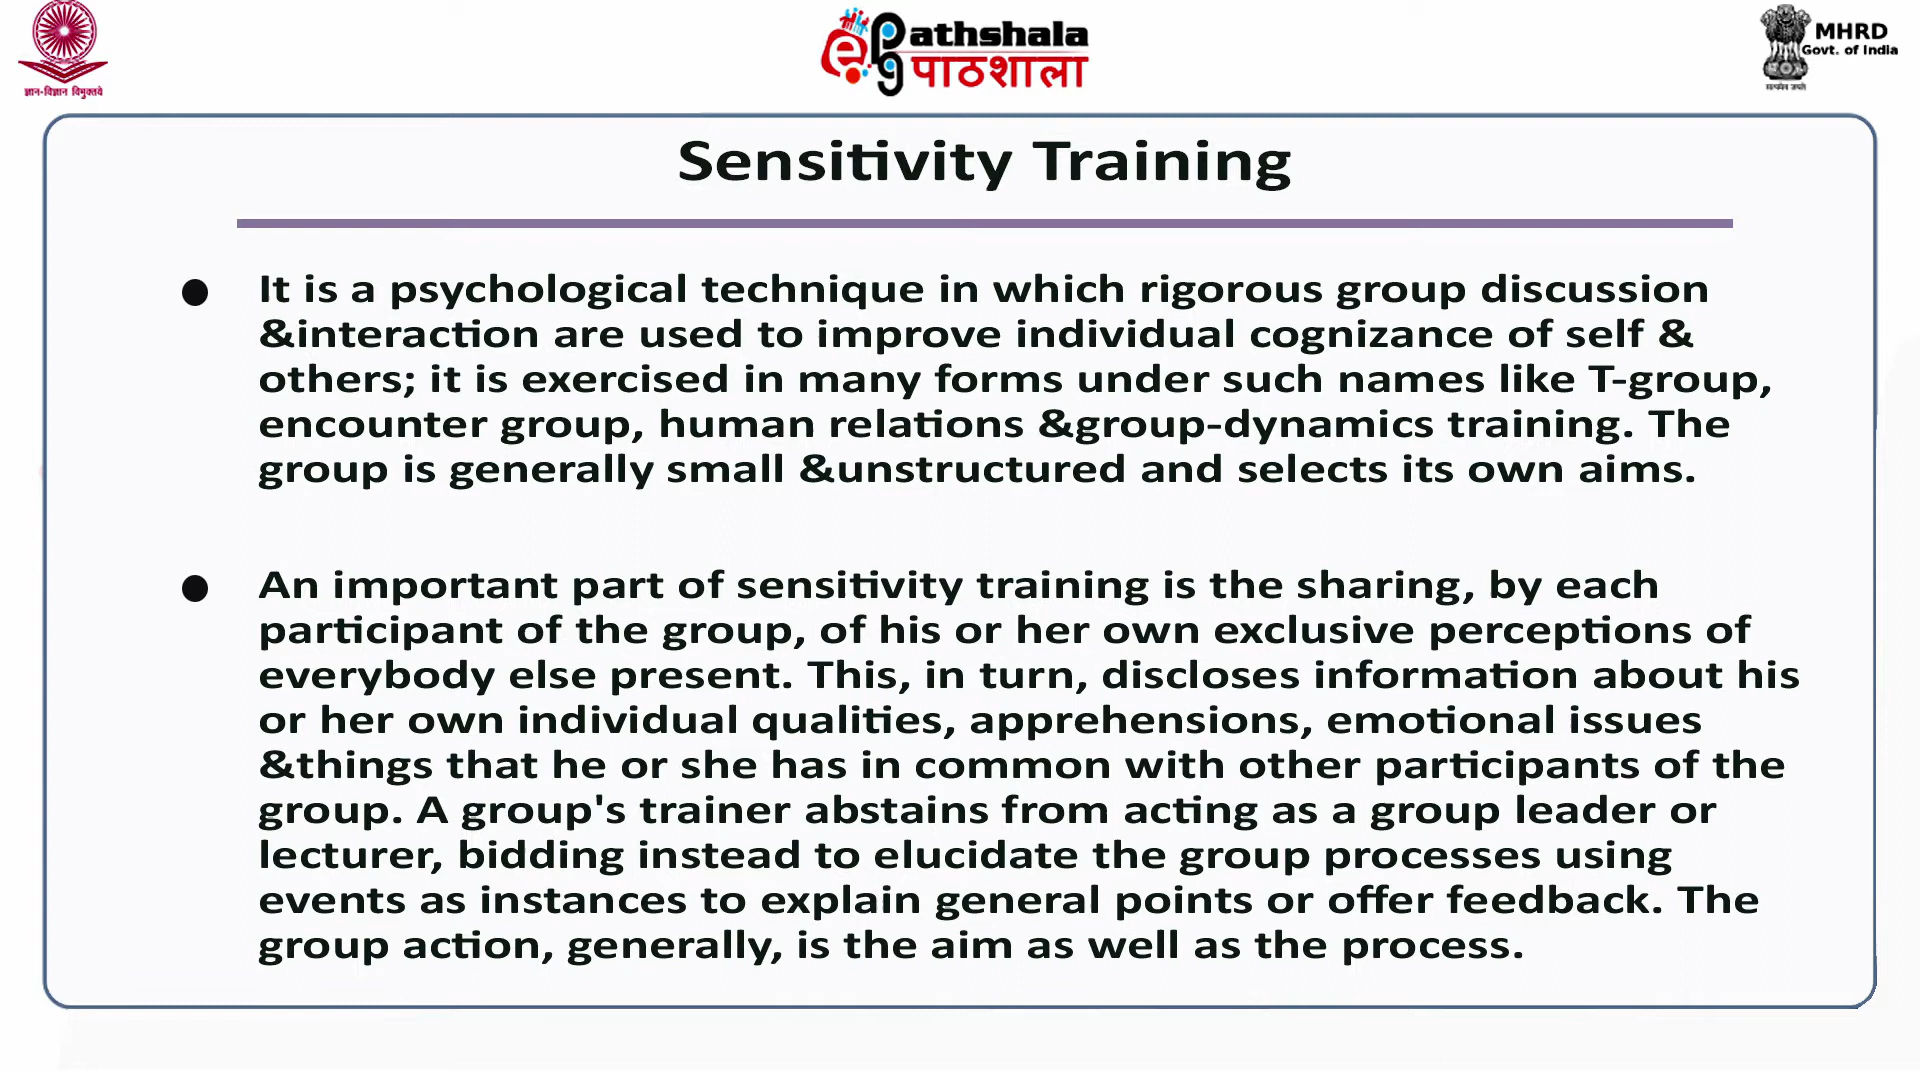 ज्ञान-विज्ञान विमुक्तये
ePathshala
पाठशाला
MHRD
Govt. of India
सत्यमेव जयते
Sensitivity Training
● It is a psychological technique in which rigorous group discussion
&interaction are used to improve individual cognizance of self &
others; it is exercised in many forms under such names like T-group,
encounter group, human relations &group-dynamics training. The
group is generally small &unstructured and selects its own aims.
● An important part of sensitivity training is the sharing, by each
participant of the group, of his or her own exclusive perceptions of
everybody else present. This, in turn, discloses information about his
or her own individual qualities, apprehensions, emotional issues
&things that he or she has in common with other participants of the
group. A group's trainer abstains from acting as a group leader or
lecturer, bidding instead to elucidate the group processes using
events as instances to explain general points or offer feedback. The
group action, generally, is the aim as well as the process.